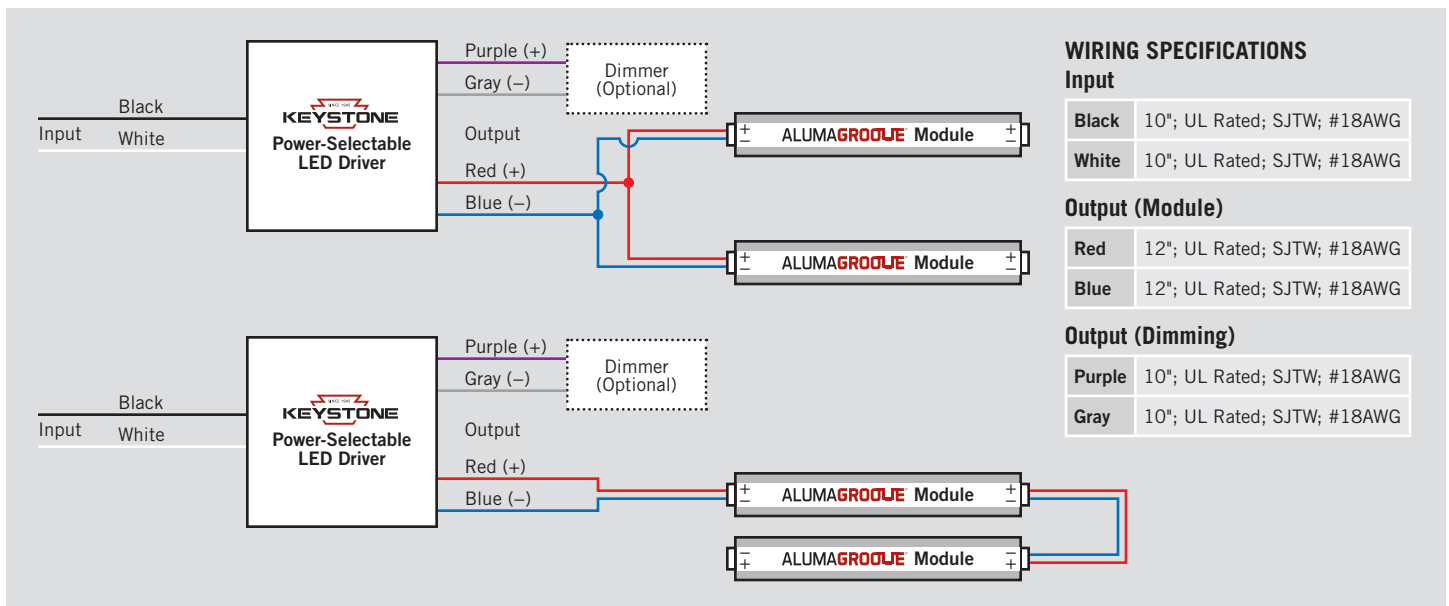 Purple (+)
Gray (−)
Dimmer
(Optional)
Black
Input
White
SINCE 1945
KEYSTONE
Power-Selectable
LED Driver
Output
Red (+)
Blue (−)
+ ALUMAGROOVE Module +
− −
+ ALUMAGROOVE Module +
− −
Purple (+)
Gray (−)
Dimmer
(Optional)
Black
Input
White
SINCE 1945
KEYSTONE
Power-Selectable
LED Driver
Output
Red (+)
Blue (−)
+ ALUMAGROOVE Module +
− −
− ALUMAGROOVE Module −
+ +
WIRING SPECIFICATIONS
Input
Black 10"; UL Rated; SJTW; #18AWG
White 10"; UL Rated; SJTW; #18AWG
Output (Module)
Red 12"; UL Rated; SJTW; #18AWG
Blue 12"; UL Rated; SJTW; #18AWG
Output (Dimming)
Purple 10"; UL Rated; SJTW; #18AWG
Gray 10"; UL Rated; SJTW; #18AWG